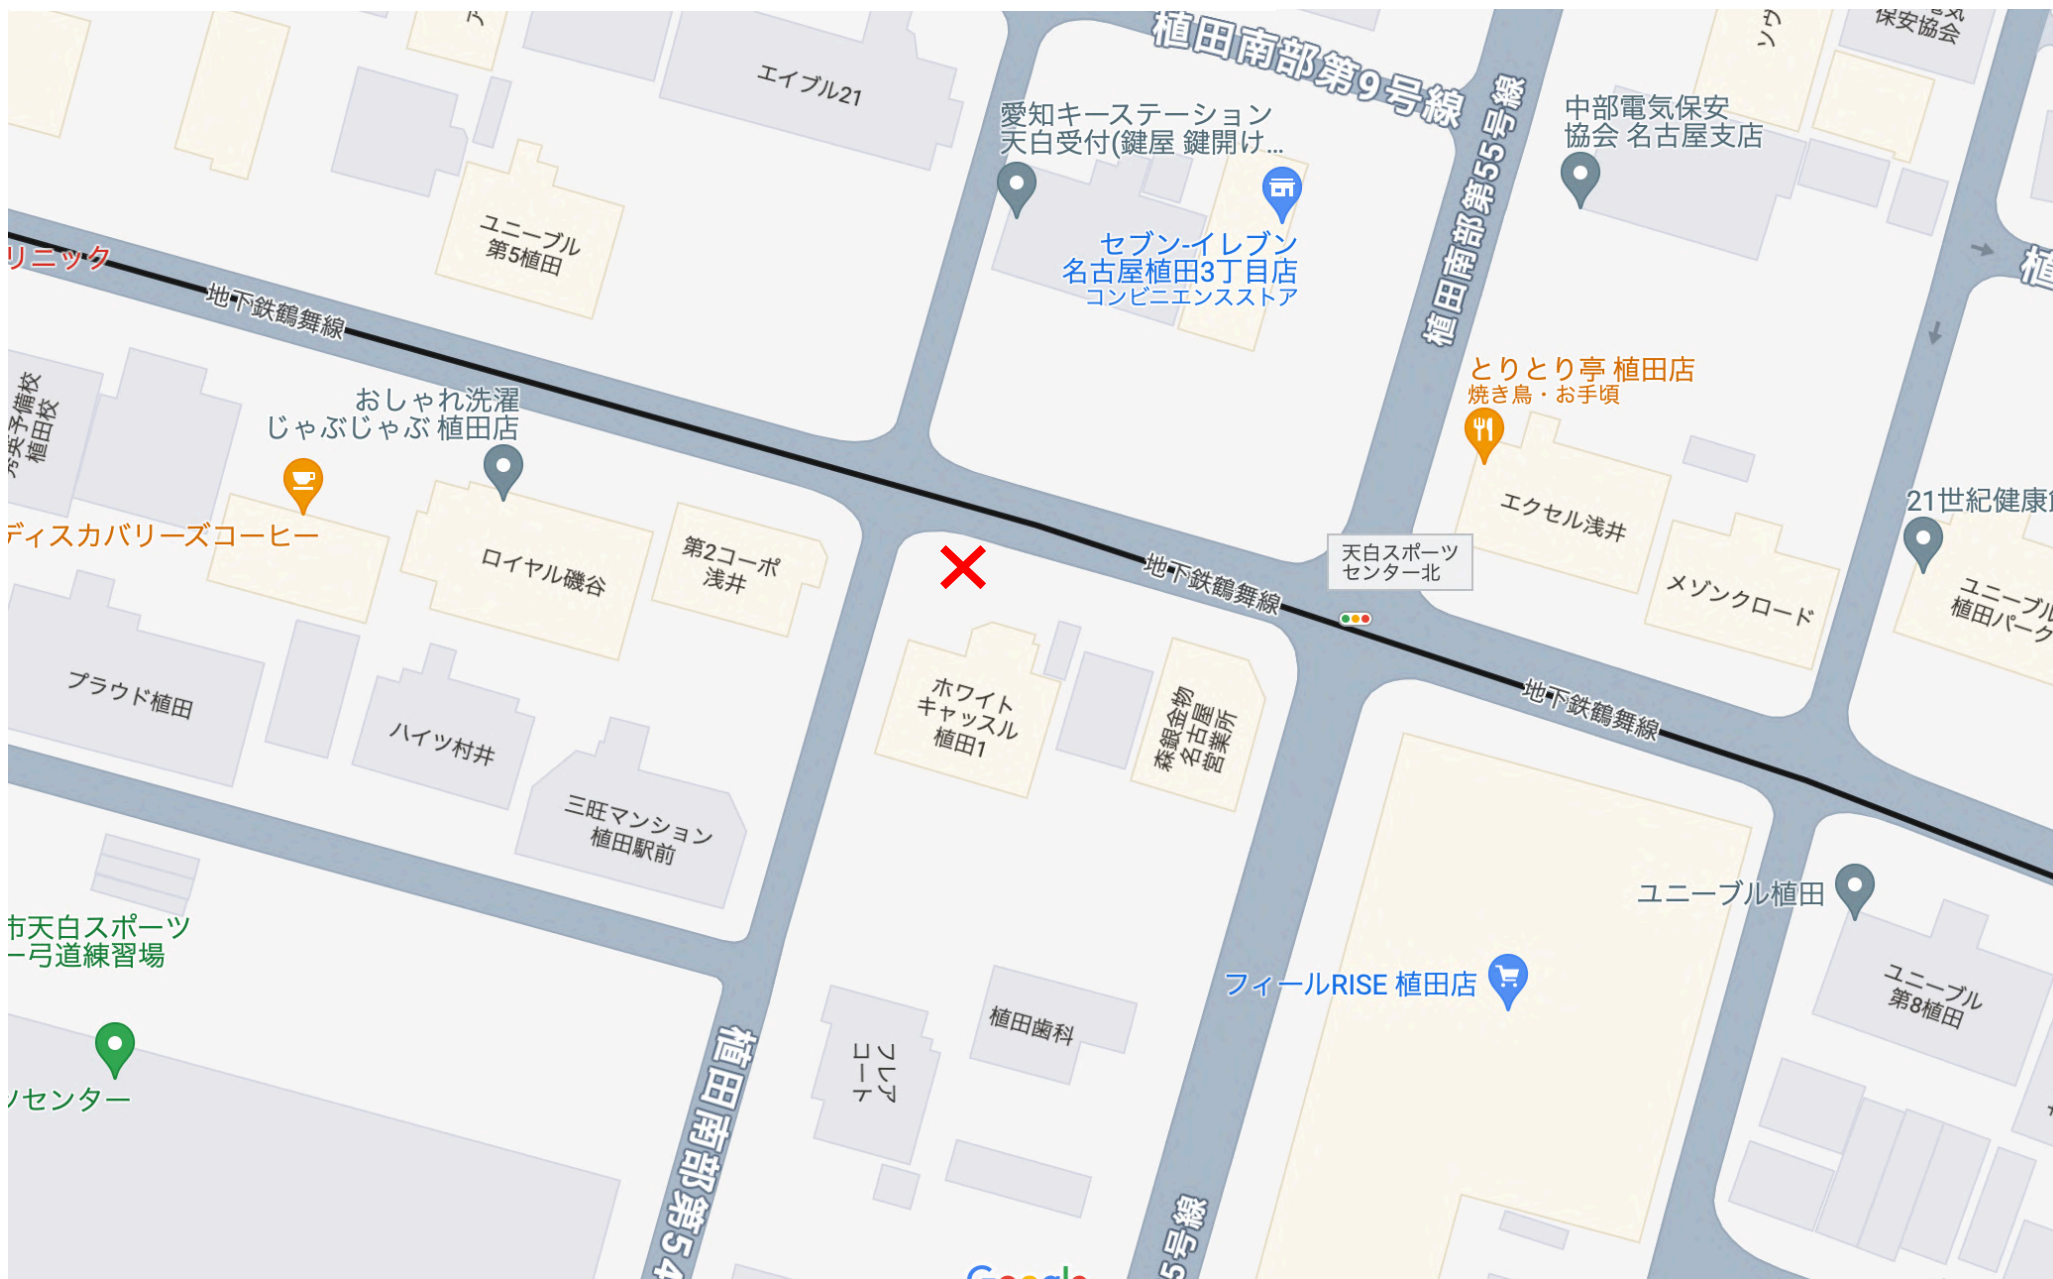 エイブル21
植田南部第9号線
ソヴ
保安協会
愛知キーステーション
天白受付(鍵屋 鍵開け...
中部電気保安
協会 名古屋支店
植田南部第55号線
ユニーブル
第5植田
セブン-イレブン
名古屋植田3丁目店
コンビニエンスストア
リニック
地下鉄鶴舞線
植
とりとり亭 植田店
焼き鳥・お手頃
英予備校
植田校
おしゃれ洗濯
じゃぶじゃぶ 植田店
エクセル浅井
21世紀健康
ディスカバリーズコーヒー
ロイヤル磯谷
第2コーポ
浅井
地下鉄鶴舞線
天白スポーツ
センター北
メゾンクロード
ユニーブル
植田パーク
プラウド植田
ハイツ村井
ホワイト
キャッスル
植田1
森銀金物
名古屋
営業所
地下鉄鶴舞線
三旺マンション
植田駅前
ユニーブル植田
市天白スポーツ
ー弓道練習場
フィールRISE 植田店
ユニーブル
第8植田
植田歯科
フレア
コート
ツセンター
植田南部第54
5号線
Google